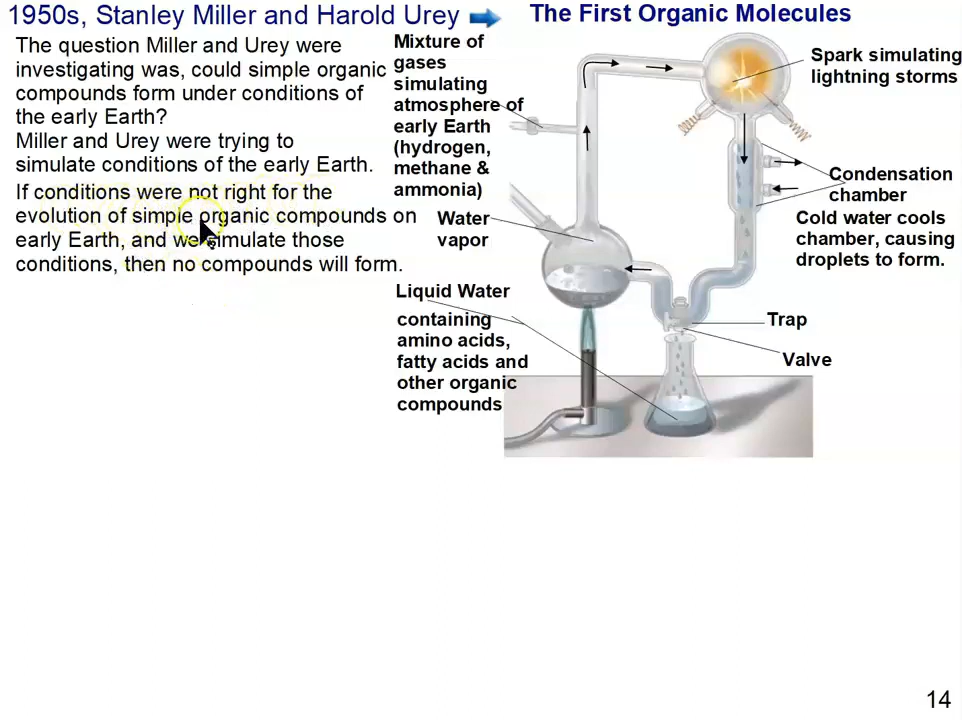 1950s, Stanley Miller and Harold Urey
The First Organic Molecules
The question Miller and Urey were
investigating was, could simple organic
compounds form under conditions of
the early Earth?
Miller and Urey were trying to
simulate conditions of the early Earth.
If conditions were not right for the
evolution of simple organic compounds on
early Earth, and we simulate those
conditions, then no compounds will form.
Mixture of
gases
simulating
atmosphere of
early Earth
(hydrogen,
methane &
ammonia)
Water
vapor
Liquid Water
containing
amino acids,
fatty acids and
other organic
compounds
Spark simulating
lightning storms
Condensation
chamber
Cold water cools
chamber, causing
droplets to form.
Trap
Valve
14